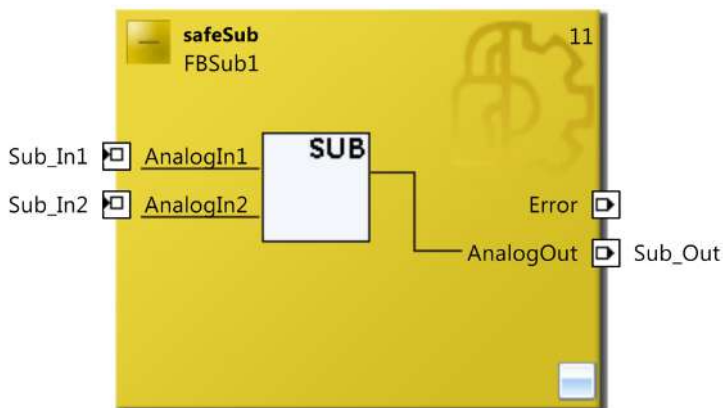 safeSub 11
FBSub1
SUB
Sub_In1 AnalogIn1
Sub_In2 AnalogIn2
Error
AnalogOut Sub_Out